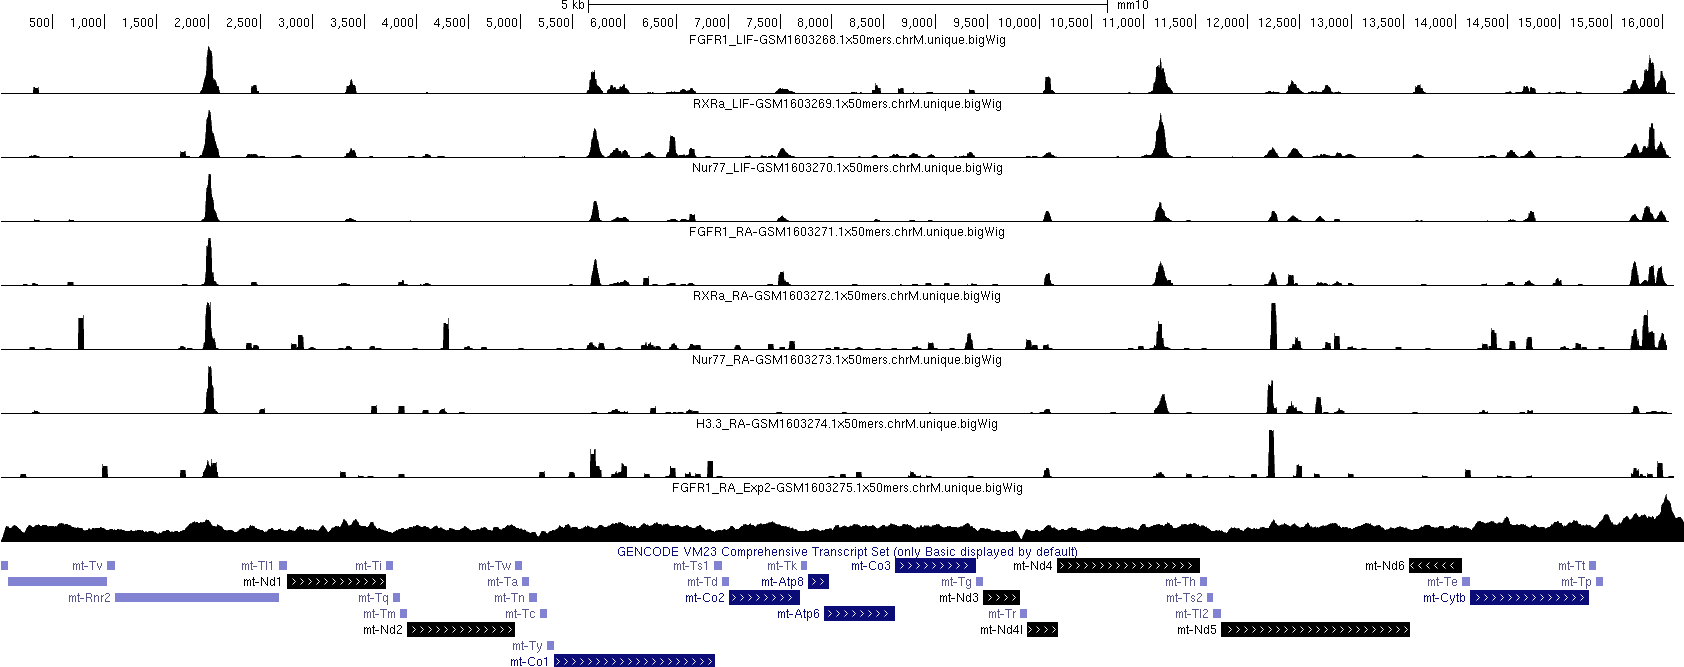 5 kb mm10
500 1,000 1,500 2,000 2,500 3,000 3,500 4,000 4,500 5,000 5,500 6,000 6,500 7,000 7,500 8,000 8,500 9,000 9,500 10,000 10,500 11,000 11,500 12,000 12,500 13,000 13,500 14,000 14,500 15,000 15,500 16,000
FGFR1_LIF-GSM1603268.1x50mers.chrM.unique.bigWig
RXRa_LIF-GSM1603269.1x50mers.chrM.unique.bigWig
Nur77_LIF-GSM1603270.1x50mers.chrM.unique.bigWig
FGFR1_RA-GSM1603271.1x50mers.chrM.unique.bigWig
RXRa_RA-GSM1603272.1x50mers.chrM.unique.bigWig
Nur77_RA-GSM1603273.1x50mers.chrM.unique.bigWig
H3.3_RA-GSM1603274.1x50mers.chrM.unique.bigWig
FGFR1_RA_Exp2-GSM1603275.1x50mers.chrM.unique.bigWig
GENCODE VM23 Comprehensive Transcript Set (only Basic displayed by default)
mt-Tv mt-Tl1 mt-Ti mt-Tw mt-Ts1 mt-Tk mt-Co3 mt-Nd4 mt-Nd6 mt-Tt
mt-Nd1 mt-Ta mt-Td mt-Atp8 mt-Tg mt-Th mt-Te mt-Tp
mt-Rnr2 mt-Tq mt-Tn mt-Co2 mt-Nd3 mt-Ts2 mt-Cytb
mt-Tm mt-Tc mt-Atp6 mt-Tr mt-Tl2
mt-Nd2 mt-Nd4l mt-Nd5
mt-Ty
mt-Co1